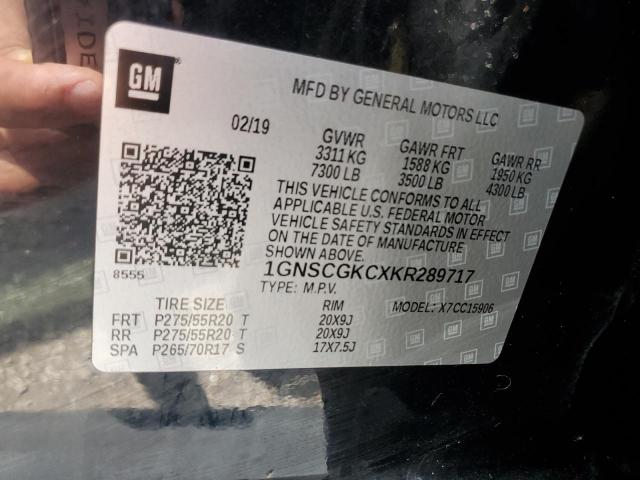 GM
MFD BY GENERAL MOTORS LLC
02/19 GVWR GAWR FRT GAWR RR
3311 KG 1588 KG 1950 KG
7300 LB 3500 LB 4300 LB
THIS VEHICLE CONFORMS TO ALL
APPLICABLE U.S. FEDERAL MOTOR
VEHICLE SAFETY STANDARDS IN EFFECT
ON THE DATE OF MANUFACTURE
SHOWN ABOVE.
8555
1GNSCGKCXKR289717
TYPE: M.P.V. MODEL: X7CC15906
TIRE SIZE RIM
FRT P275/55R20 T 20X9J
RR P275/55R20 T 20X9J
SPA P265/70R17 S 17X7.5J